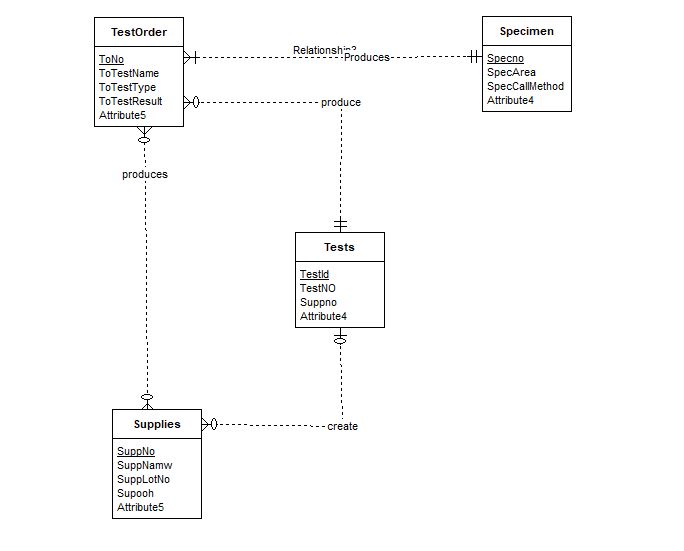 TestOrder
ToNo
ToTestName
ToTestType
ToTestResult
Attribute5
Relationship?
Produces
Specimen
Specno
SpecArea
SpecCallMethod
Attribute4
produce
produces
Tests
TestId
TestNO
Suppno
Attribute4
Supplies
SuppNo
SuppNamw
SuppLotNo
Supooh
Attribute5
create